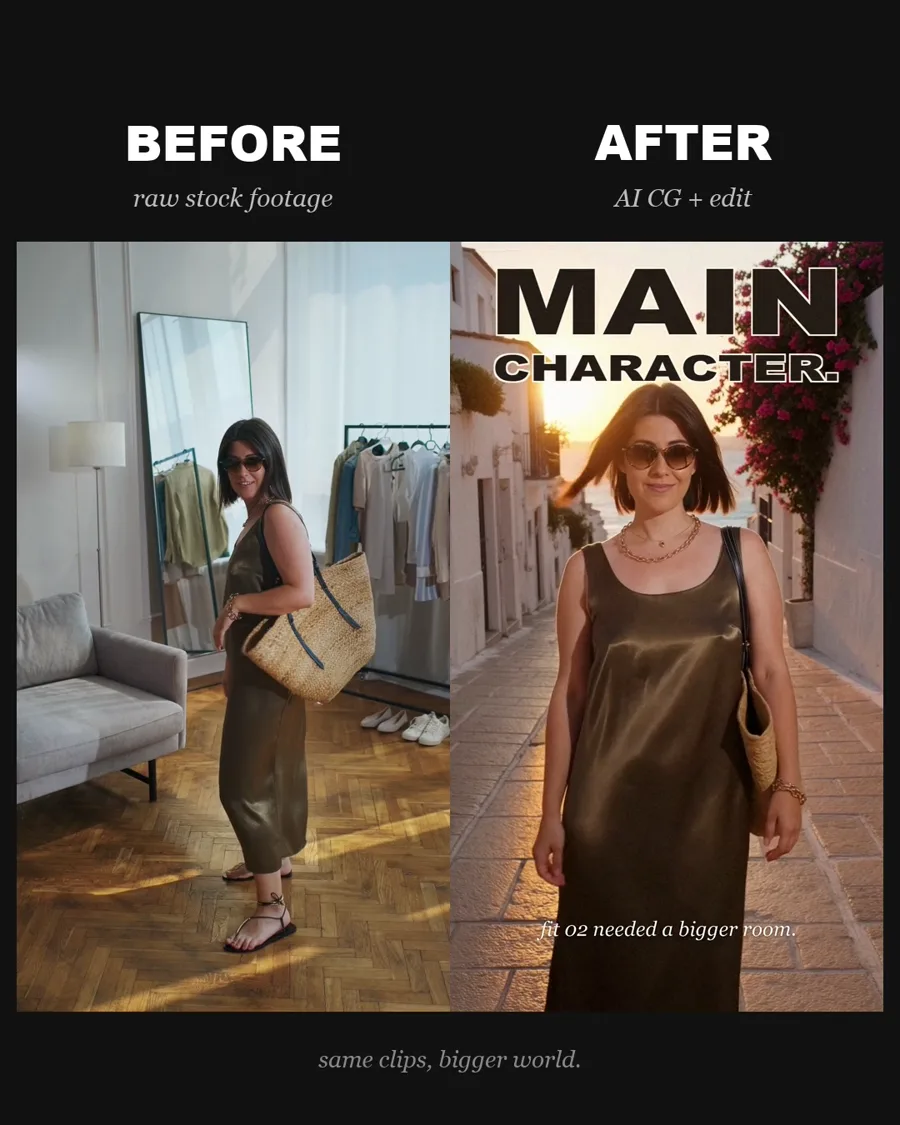 BEFORE
raw stock footage
AFTER
AI CG + edit
MAIN
CHARACTER.
fit 02 needed a bigger room.
same clips, bigger world.